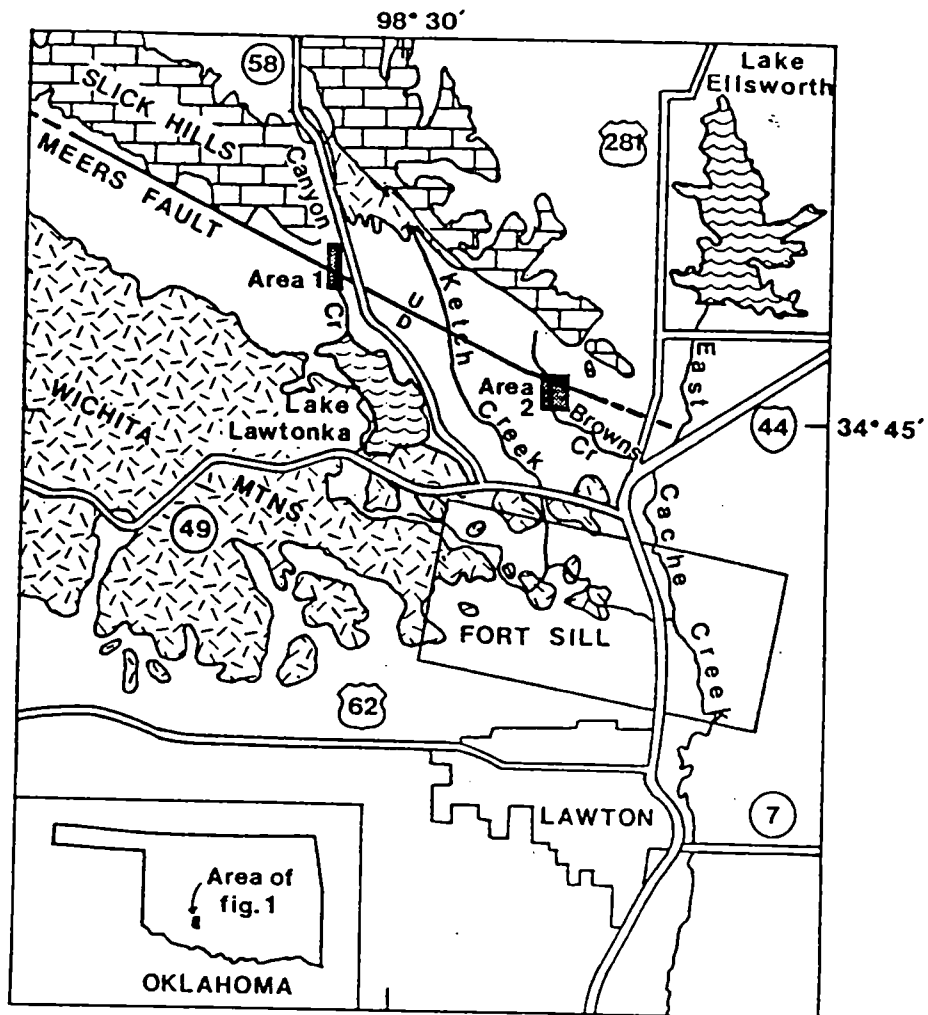 98° 30′
58
SLICK HILLS
Lake
Ellsworth
281
MEERS FAULT
Canyon
Cr
Area 1
U
D
Ketch
Creek
Area
2
Browns
Cr
East
Cache
Creek
44
34° 45′
WICHITA
MTNS
Lake
Lawtonka
49
FORT SILL
62
LAWTON
7
Area of
fig. 1
OKLAHOMA